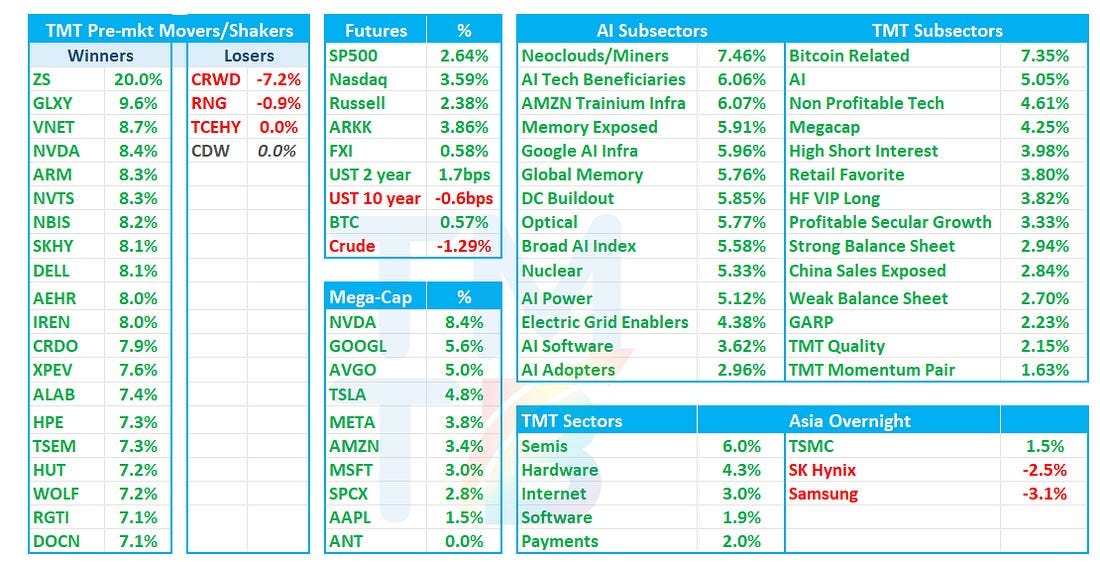 TMT Pre-mkt Movers/Shakers
Winners Losers
ZS 20.0% CRWD -7.2%
GLXY 9.6% RNG -0.9%
VNET 8.7% TCEHY 0.0%
NVDA 8.4% CDW 0.0%
ARM 8.3%
NVTS 8.3%
NBIS 8.2%
SKHY 8.1%
DELL 8.1%
AEHR 8.0%
IREN 8.0%
CRDO 7.9%
XPEV 7.6%
ALAB 7.4%
HPE 7.3%
TSEM 7.3%
HUT 7.2%
WOLF 7.2%
RGTI 7.1%
DOCN 7.1%
Futures %
SP500 2.64%
Nasdaq 3.59%
Russell 2.38%
ARKK 3.86%
FXI 0.58%
UST 2 year 1.7bps
UST 10 year -0.6bps
BTC 0.57%
Crude -1.29%
Mega-Cap %
NVDA 8.4%
GOOGL 5.6%
AVGO 5.0%
TSLA 4.8%
META 3.8%
AMZN 3.4%
MSFT 3.0%
SPCX 2.8%
AAPL 1.5%
ANT 0.0%
AI Subsectors TMT Subsectors
Neoclouds/Miners 7.46% Bitcoin Related 7.35%
AI Tech Beneficiaries 6.06% AI 5.05%
AMZN Trainium Infra 6.07% Non Profitable Tech 4.61%
Memory Exposed 5.91% Megacap 4.25%
Google AI Infra 5.96% High Short Interest 3.98%
Global Memory 5.76% Retail Favorite 3.80%
DC Buildout 5.85% HF VIP Long 3.82%
Optical 5.77% Profitable Secular Growth 3.33%
Broad AI Index 5.58% Strong Balance Sheet 2.94%
Nuclear 5.33% China Sales Exposed 2.84%
AI Power 5.12% Weak Balance Sheet 2.70%
Electric Grid Enablers 4.38% GARP 2.23%
AI Software 3.62% TMT Quality 2.15%
AI Adopters 2.96% TMT Momentum Pair 1.63%
TMT Sectors Asia Overnight
Semis 6.0% TSMC 1.5%
Hardware 4.3% SK Hynix -2.5%
Internet 3.0% Samsung -3.1%
Software 1.9%
Payments 2.0%
TM
TB